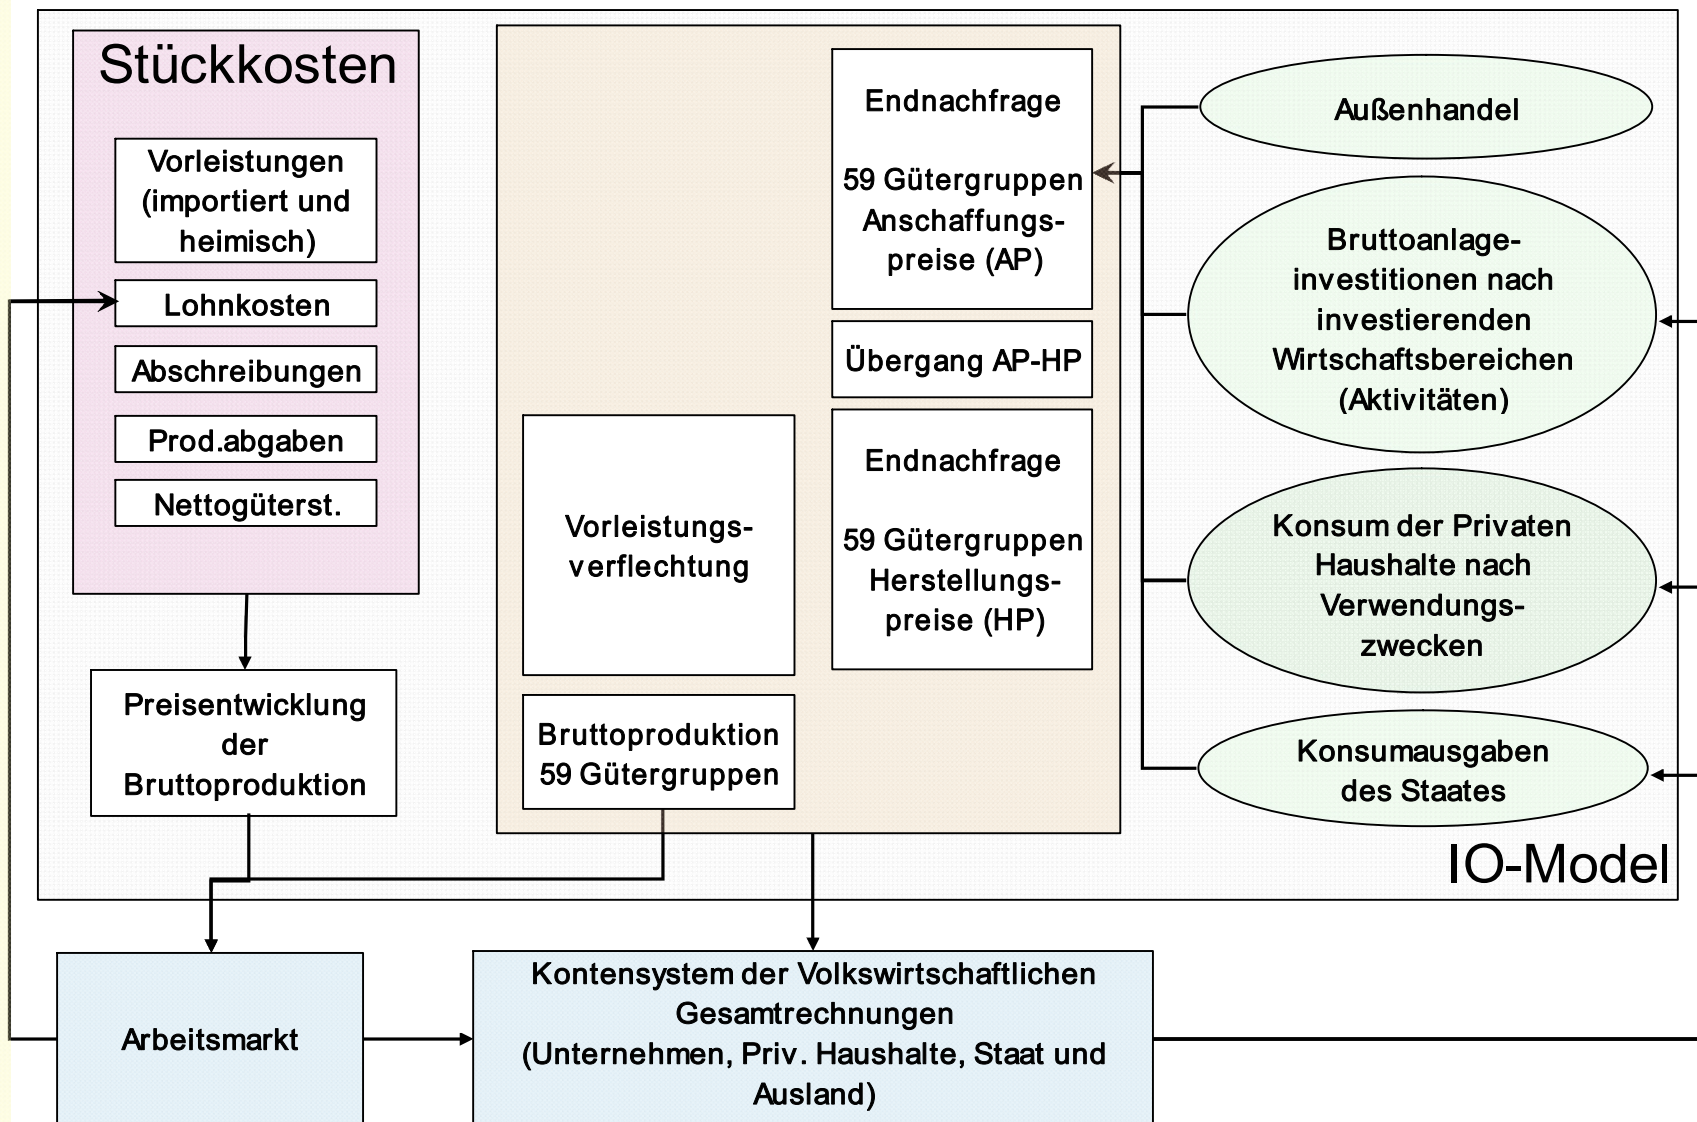 Stückkosten
Vorleistungen
(importiert und
heimisch)
Lohnkosten
Abschreibungen
Prod.abgaben
Nettogüterst.
Preisentwicklung
der
Bruttoproduktion
Endnachfrage
59 Gütergruppen
Anschaffungs-
preise (AP)
Übergang AP-HP
Endnachfrage
59 Gütergruppen
Herstellungs-
preise (HP)
Vorleistungs-
verflechtung
Bruttoproduktion
59 Gütergruppen
Außenhandel
Bruttoanlage-
investitionen nach
investierenden
Wirtschaftsbereichen
(Aktivitäten)
Konsum der Privaten
Haushalte nach
Verwendungs-
zwecken
Konsumausgaben
des Staates
IO-Model
Arbeitsmarkt
Kontensystem der Volkswirtschaftlichen
Gesamtrechnungen
(Unternehmen, Priv. Haushalte, Staat und
Ausland)